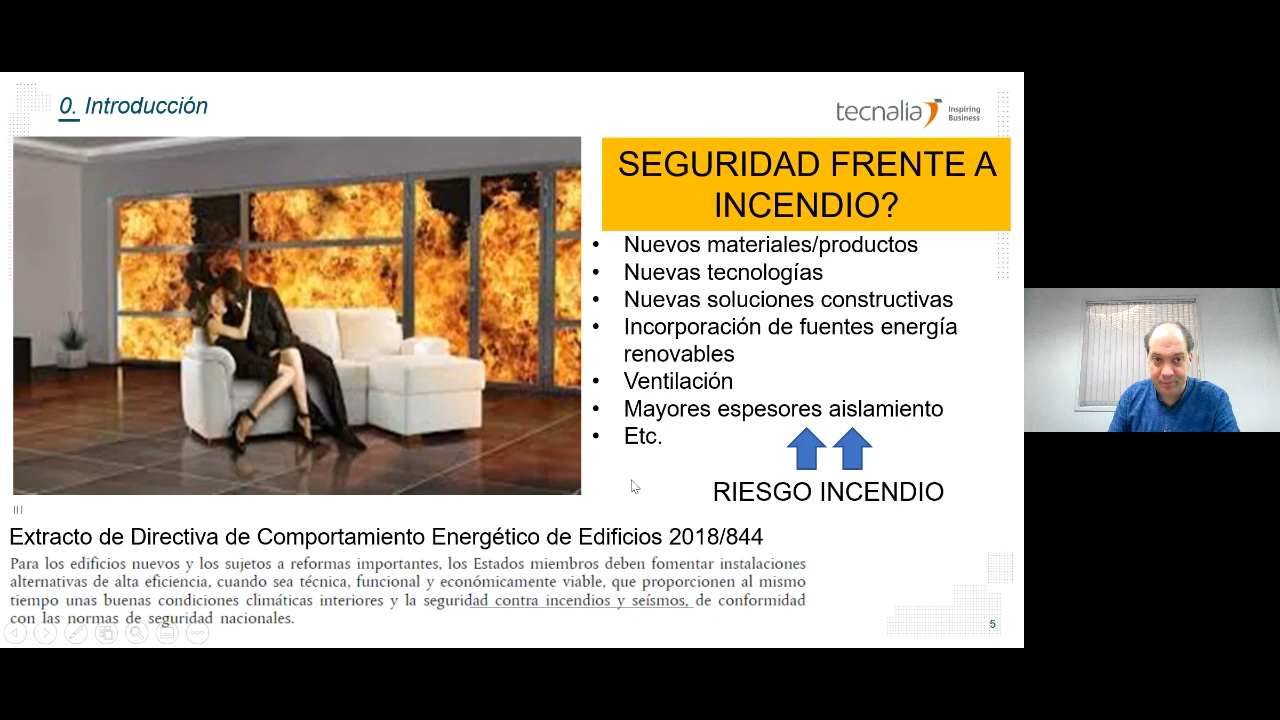 0. Introducción
tecnalia
Inspiring
Business
SEGURIDAD FRENTE A
INCENDIO?
• Nuevos materiales/productos
• Nuevas tecnologías
• Nuevas soluciones constructivas
• Incorporación de fuentes energía
renovables
• Ventilación
• Mayores espesores aislamiento
• Etc.
RIESGO INCENDIO
Extracto de Directiva de Comportamiento Energético de Edificios 2018/844
Para los edificios nuevos y los sujetos a reformas importantes, los Estados miembros deben fomentar instalaciones
alternativas de alta eficiencia, cuando sea técnica, funcional y económicamente viable, que proporcionen al mismo
tiempo unas buenas condiciones climáticas interiores y la seguridad contra incendios y seísmos, de conformidad
con las normas de seguridad nacionales.
5